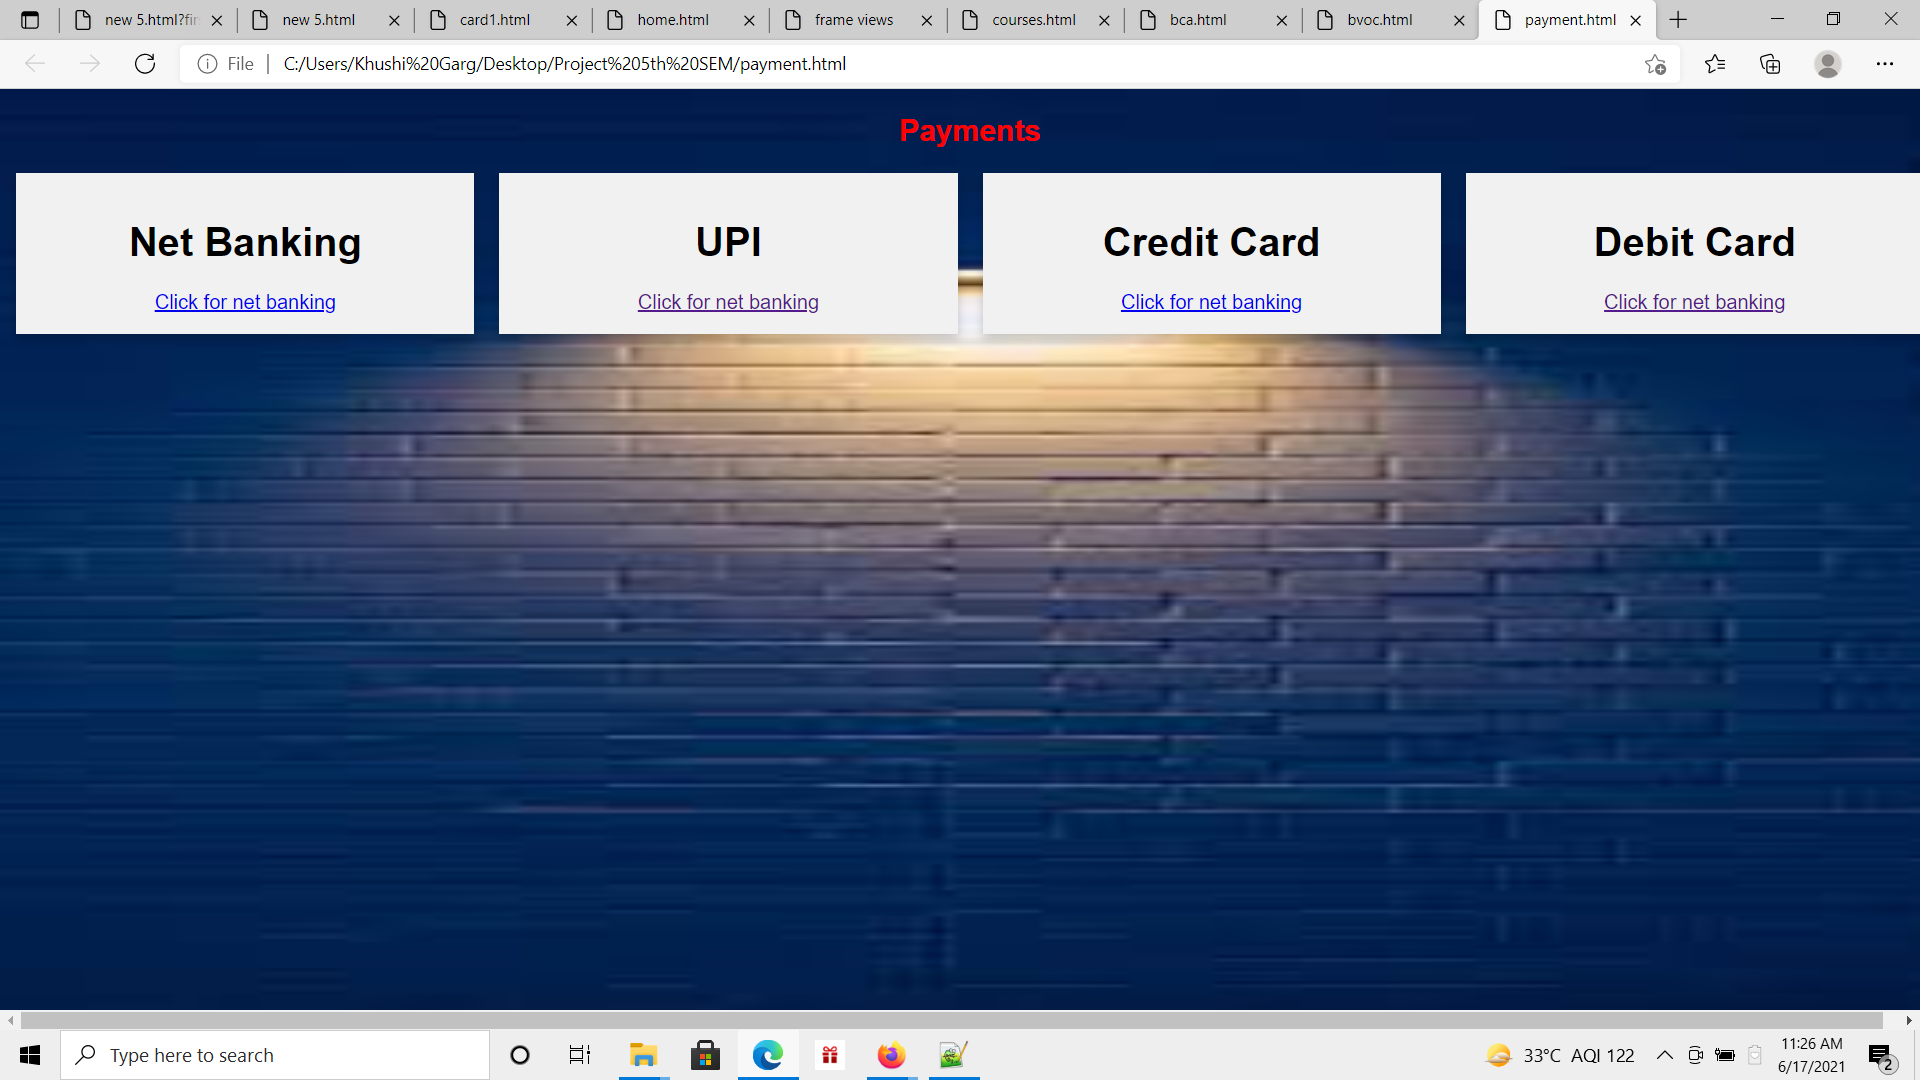 new 5.html?fir
new 5.html
card1.html
home.html
frame views
courses.html
bca.html
bvoc.html
payment.html
File
C:/Users/Khushi%20Garg/Desktop/Project%205th%20SEM/payment.html
Payments
Net Banking
Click for net banking
UPI
Click for net banking
Credit Card
Click for net banking
Debit Card
Click for net banking
Type here to search
33°C AQI 122
11:26 AM
6/17/2021
2